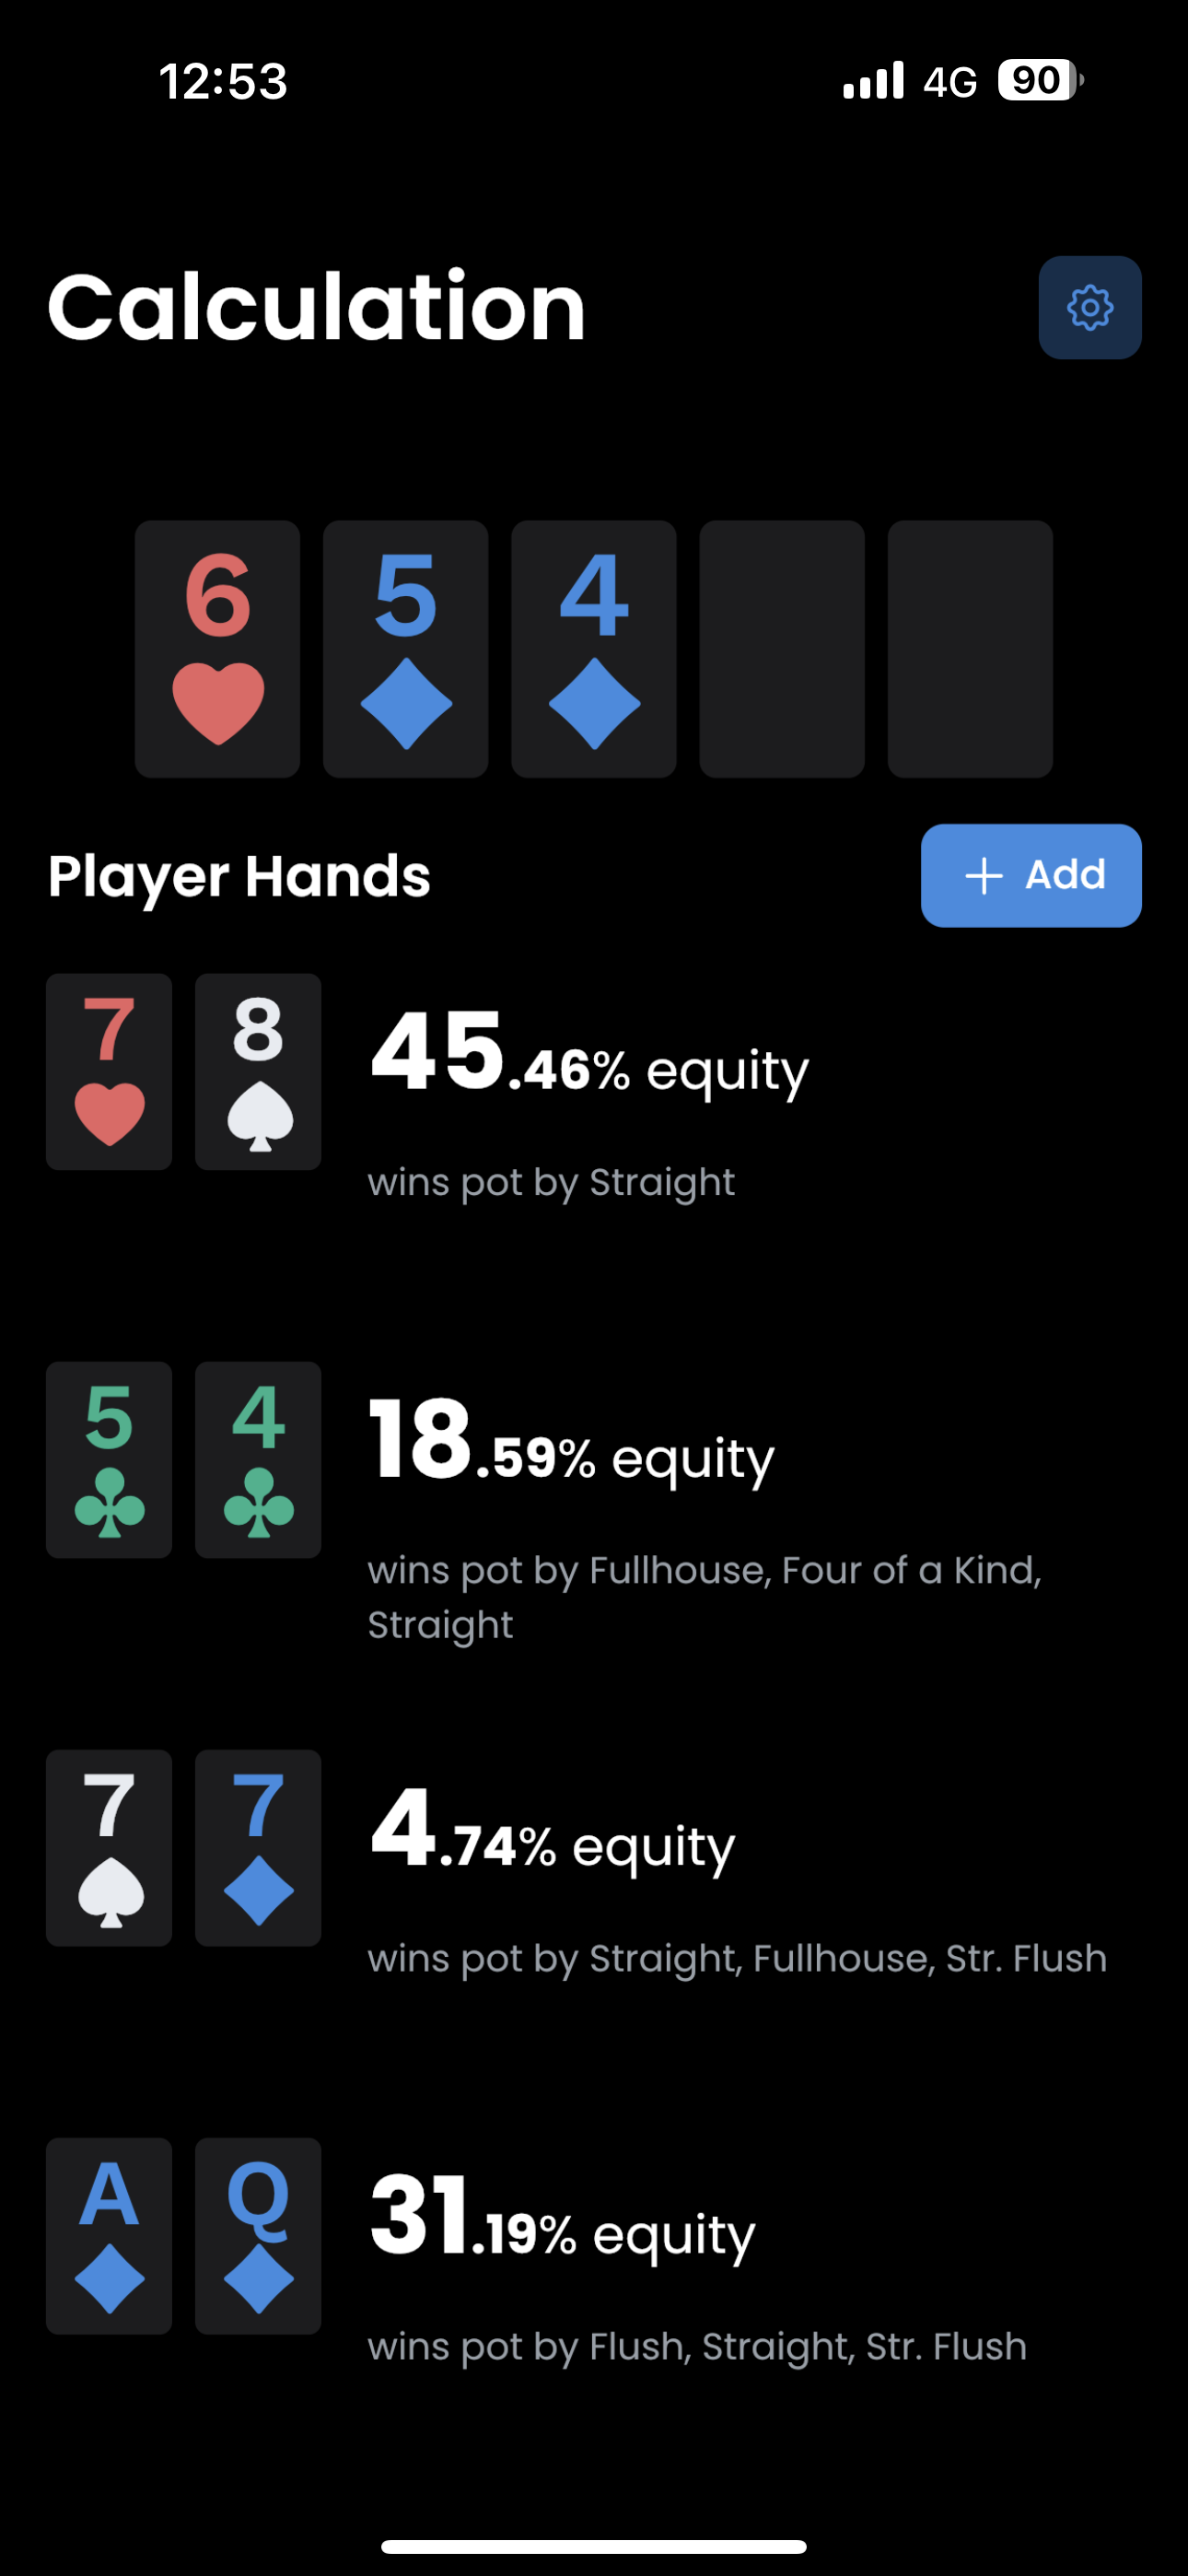 12:53 4G 90
Calculation
6 5 4
Player Hands + Add
7 8 45.46% equity
wins pot by Straight
5 4 18.59% equity
wins pot by Fullhouse, Four of a Kind,
Straight
7 7 4.74% equity
wins pot by Straight, Fullhouse, Str. Flush
A Q 31.19% equity
wins pot by Flush, Straight, Str. Flush